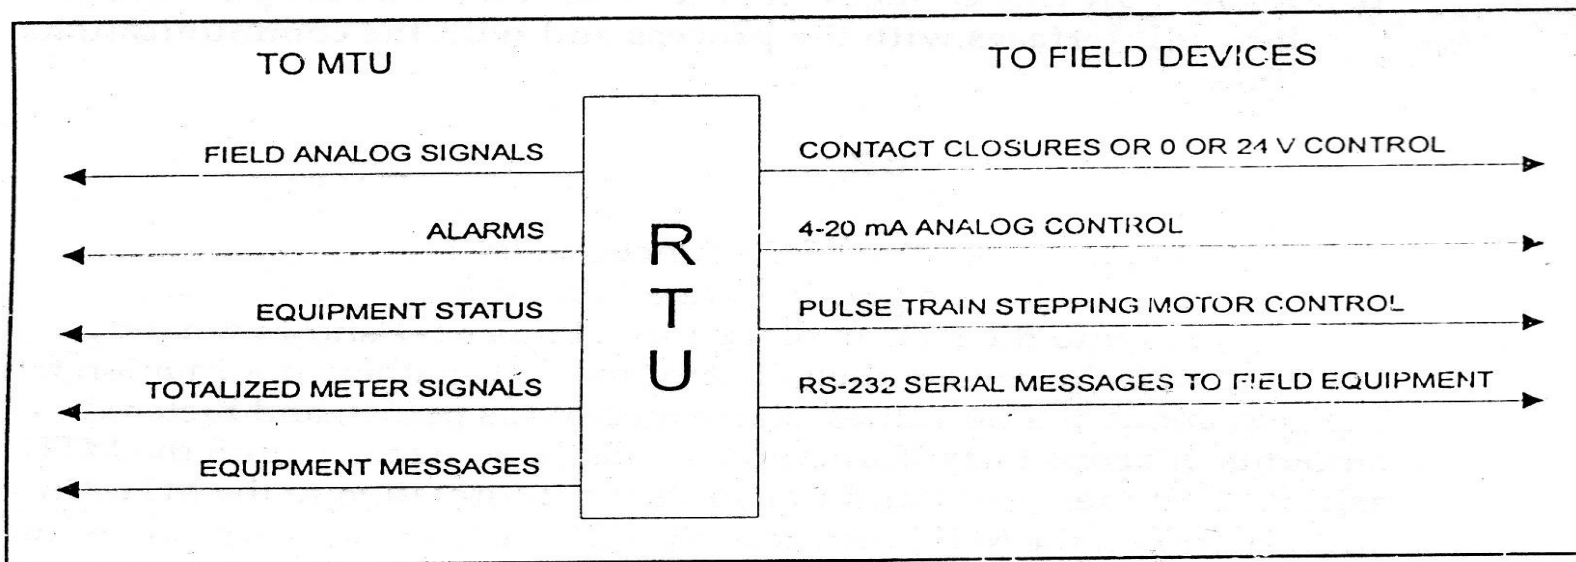 TO MTU
TO FIELD DEVICES
FIELD ANALOG SIGNALS
ALARMS
EQUIPMENT STATUS
TOTALIZED METER SIGNALS
EQUIPMENT MESSAGES
RTU
CONTACT CLOSURES OR 0 OR 24 V CONTROL
4-20 mA ANALOG CONTROL
PULSE TRAIN STEPPING MOTOR CONTROL
RS-232 SERIAL MESSAGES TO FIELD EQUIPMENT